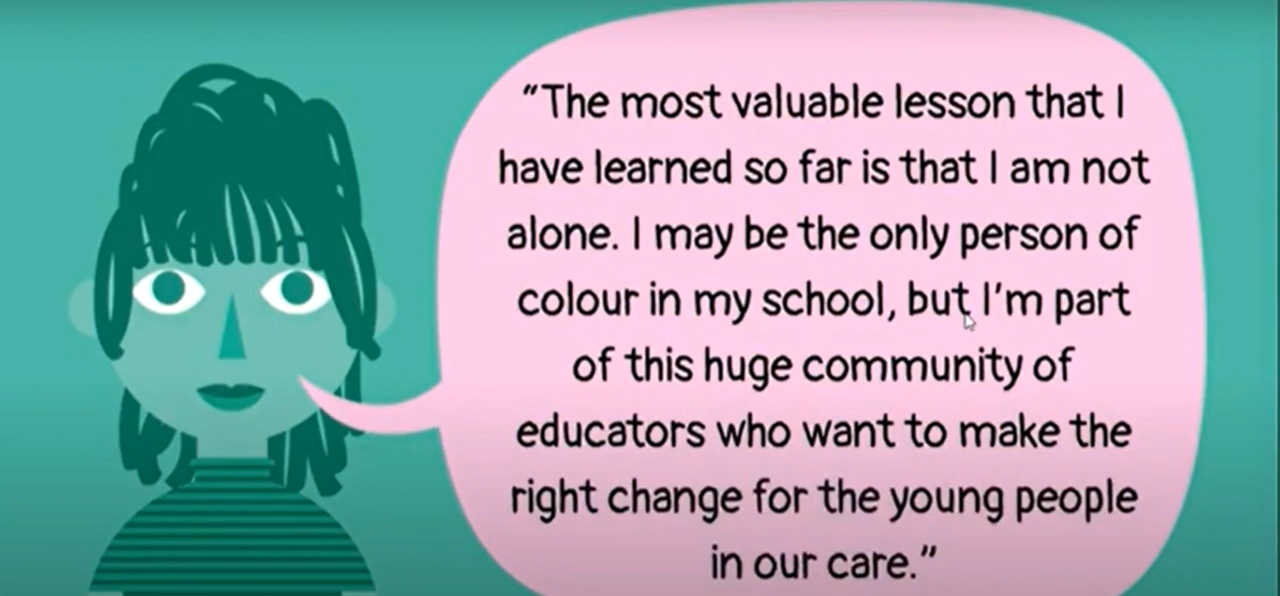 “The most valuable lesson that I
have learned so far is that I am not
alone. I may be the only person of
colour in my school, but I’m part
of this huge community of
educators who want to make the
right change for the young people
in our care.”